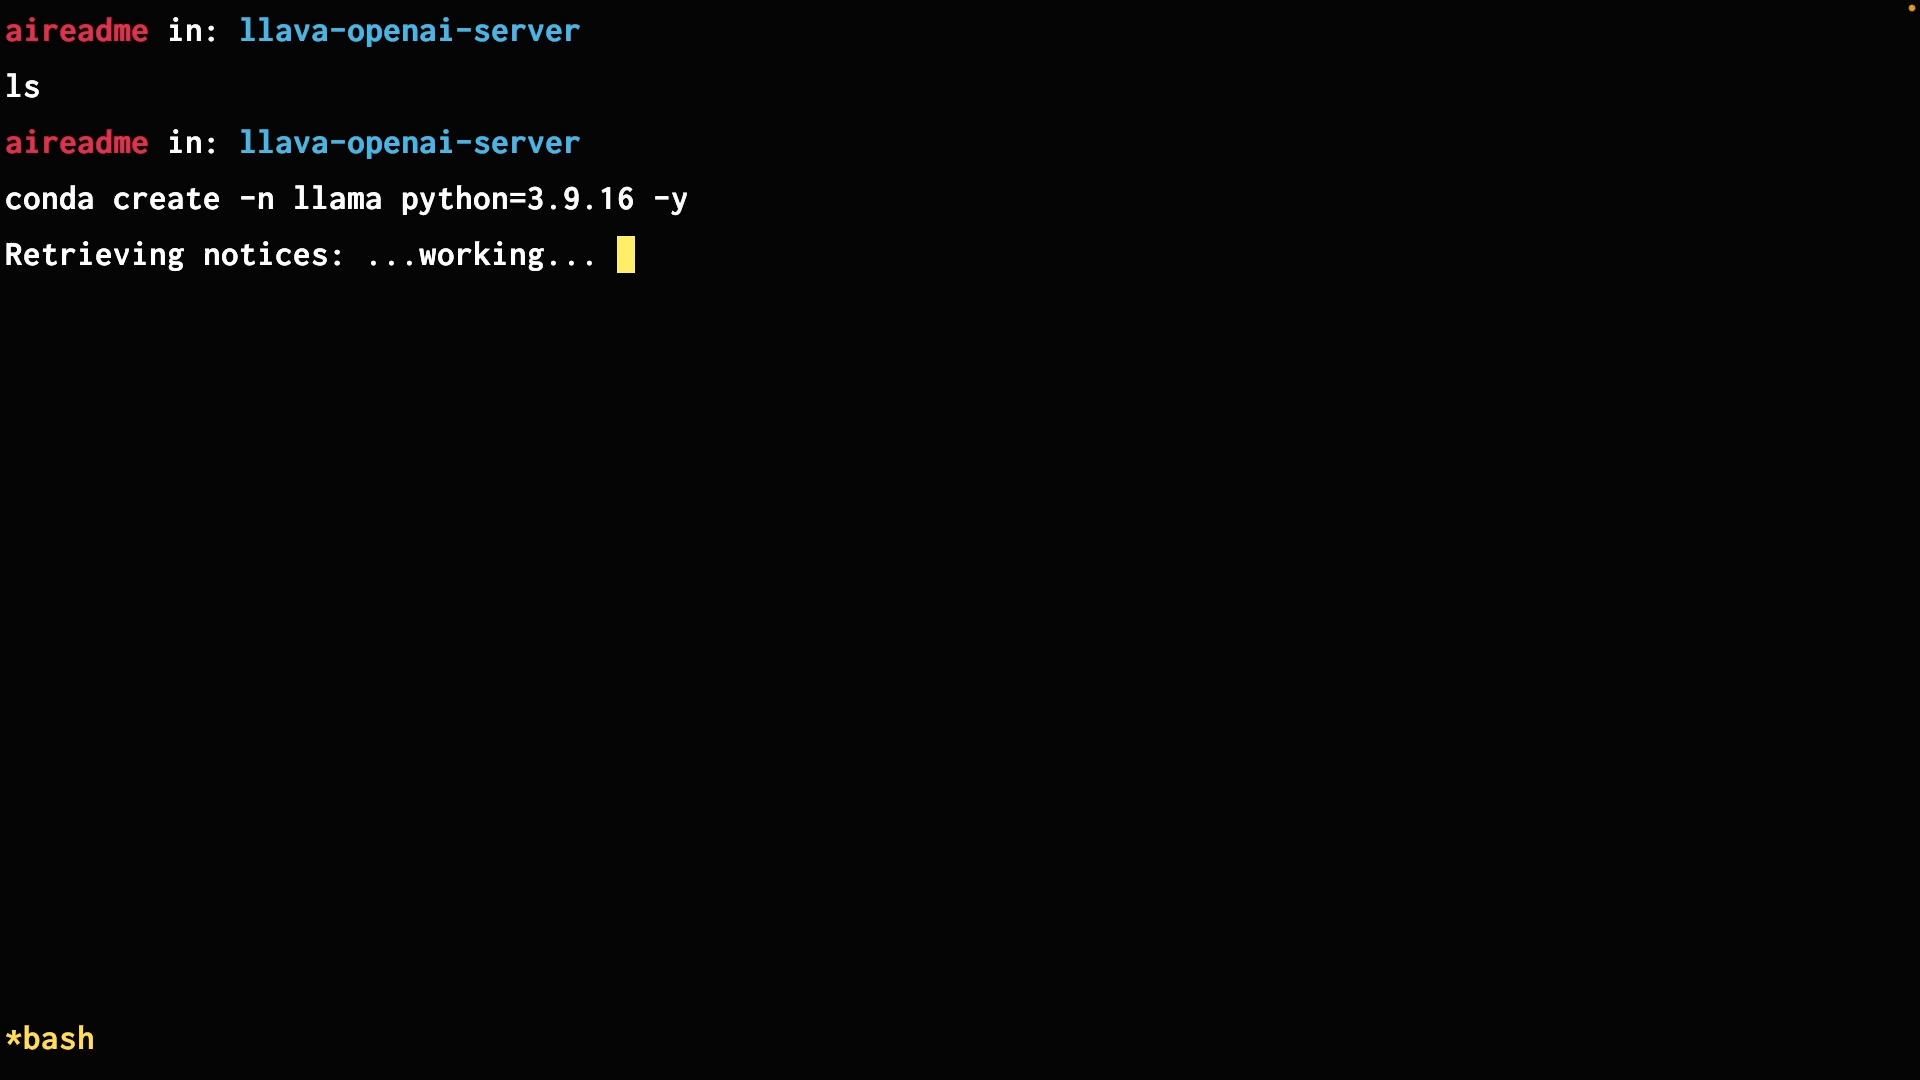 aireadme in: llava-openai-server
ls
aireadme in: llava-openai-server
conda create -n llama python=3.9.16 -y
Retrieving notices: ...working...
*bash